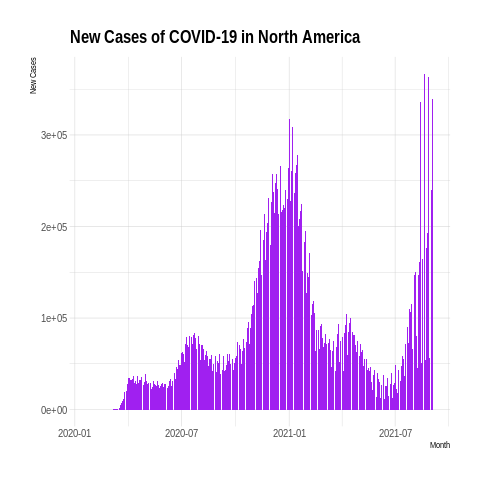 New Cases of COVID-19 in North America
New Cases
3e+05
2e+05
1e+05
0e+00
2020-01 2020-07 2021-01 2021-07
Month